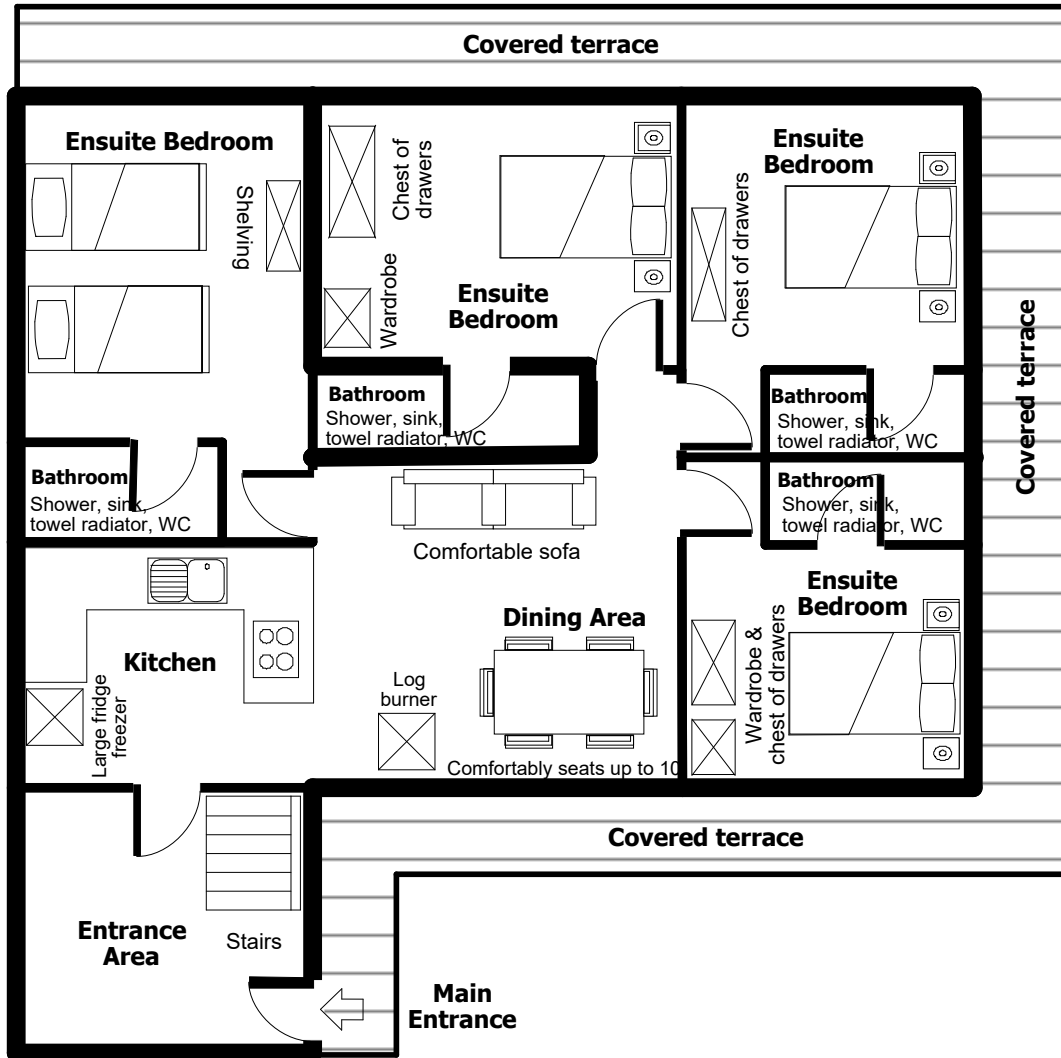 Covered terrace
Ensuite Bedroom
Shelving
Bathroom
Shower, sink,
towel radiator, WC
Chest of
drawers
Wardrobe
Ensuite
Bedroom
Bathroom
Shower, sink,
towel radiator, WC
Ensuite
Bedroom
Chest of drawers
Bathroom
Shower, sink,
towel radiator, WC
Covered terrace
Bathroom
Shower, sink,
towel radiator, WC
Ensuite
Bedroom
Wardrobe &
chest of drawers
Comfortable sofa
Dining Area
Log
burner
Comfortably seats up to 10
Kitchen
Large fridge
freezer
Covered terrace
Entrance
Area
Stairs
Main
Entrance